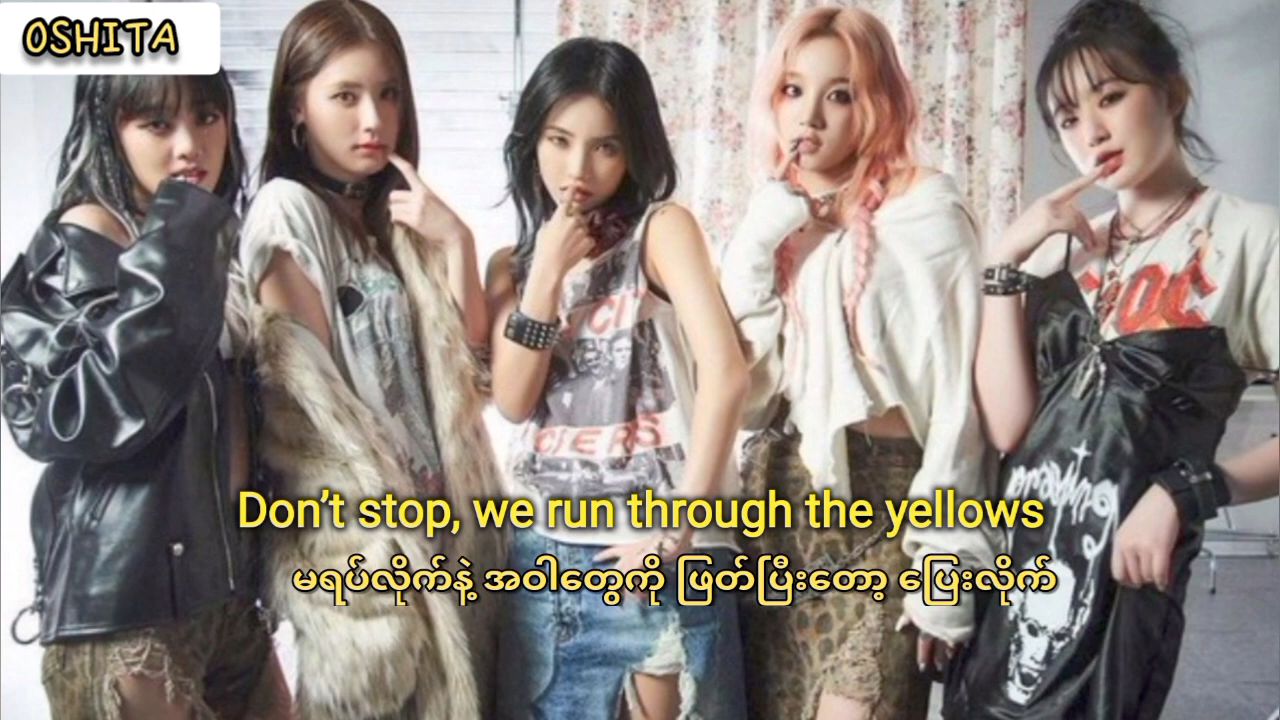 OSHITA
Don’t stop, we run through the yellows
မရပ်လိုက်နဲ့ အဝါတွေကို ဖြတ်ပြီးတော့ ပြေးလိုက်